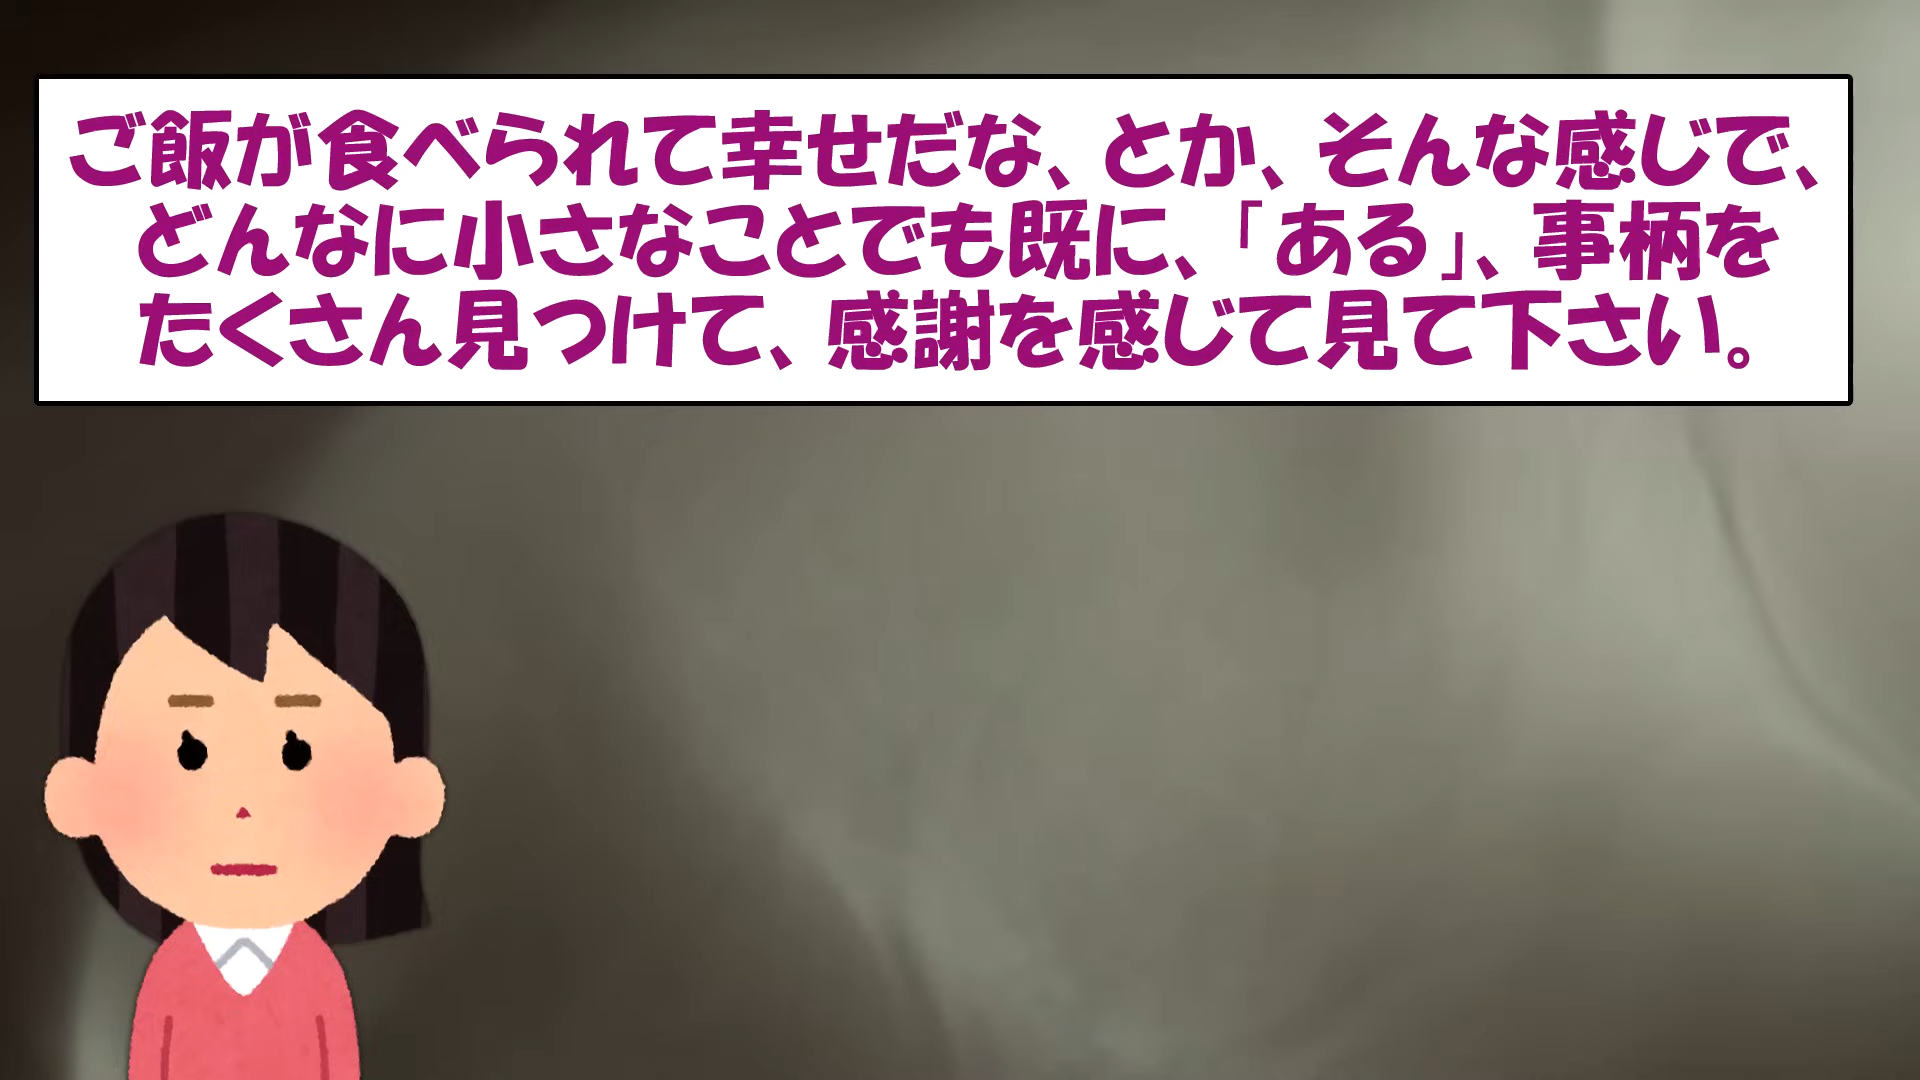 ご飯が食べられて幸せだな、とか、そんな感じで、
どんなに小さなことでも既に、「ある」、事柄を
たくさん見つけて、感謝を感じて見て下さい。